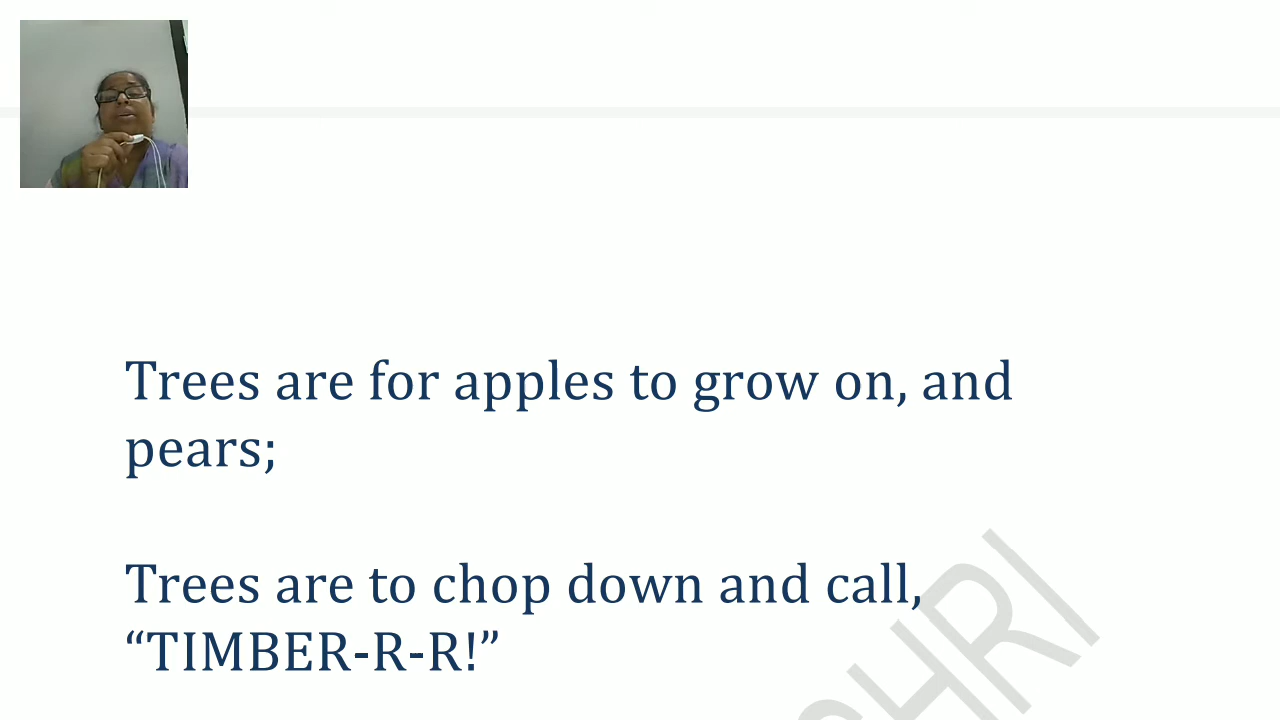 Trees are for apples to grow on, and
pears;
Trees are to chop down and call,
“TIMBER-R-R!”